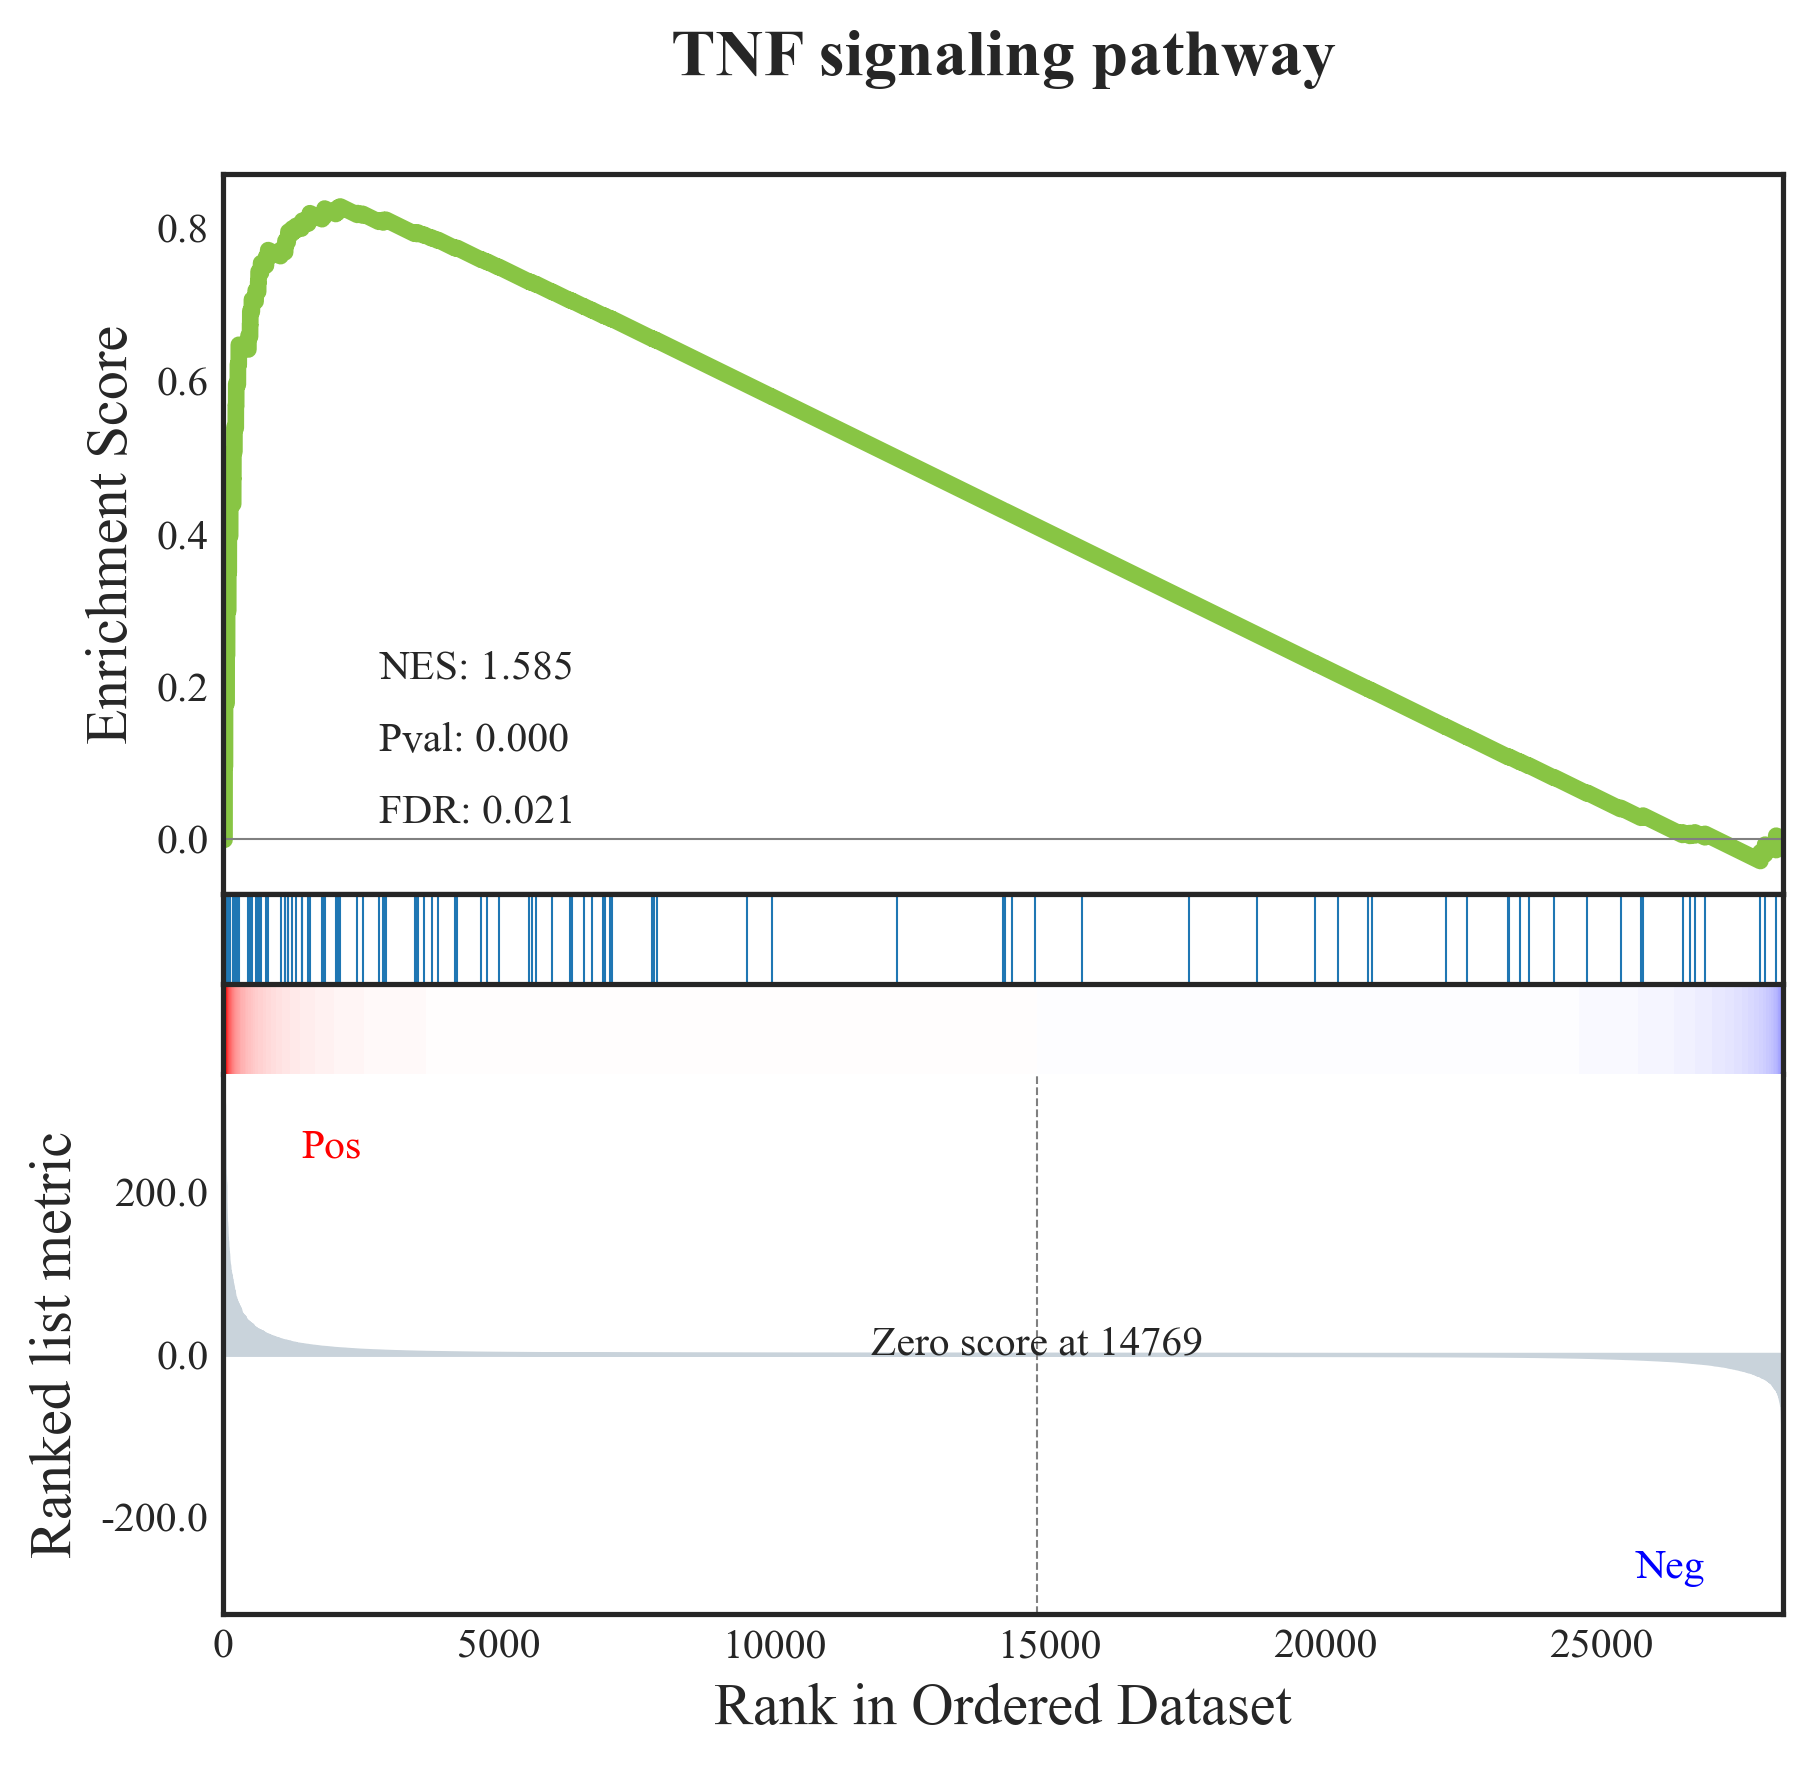 TNF signaling pathway
Enrichment Score
0.8
0.6
0.4
0.2
0.0
NES: 1.585
Pval: 0.000
FDR: 0.021
Ranked list metric
Pos
200.0
0.0
-200.0
Zero score at 14769
Neg
0 5000 10000 15000 20000 25000
Rank in Ordered Dataset